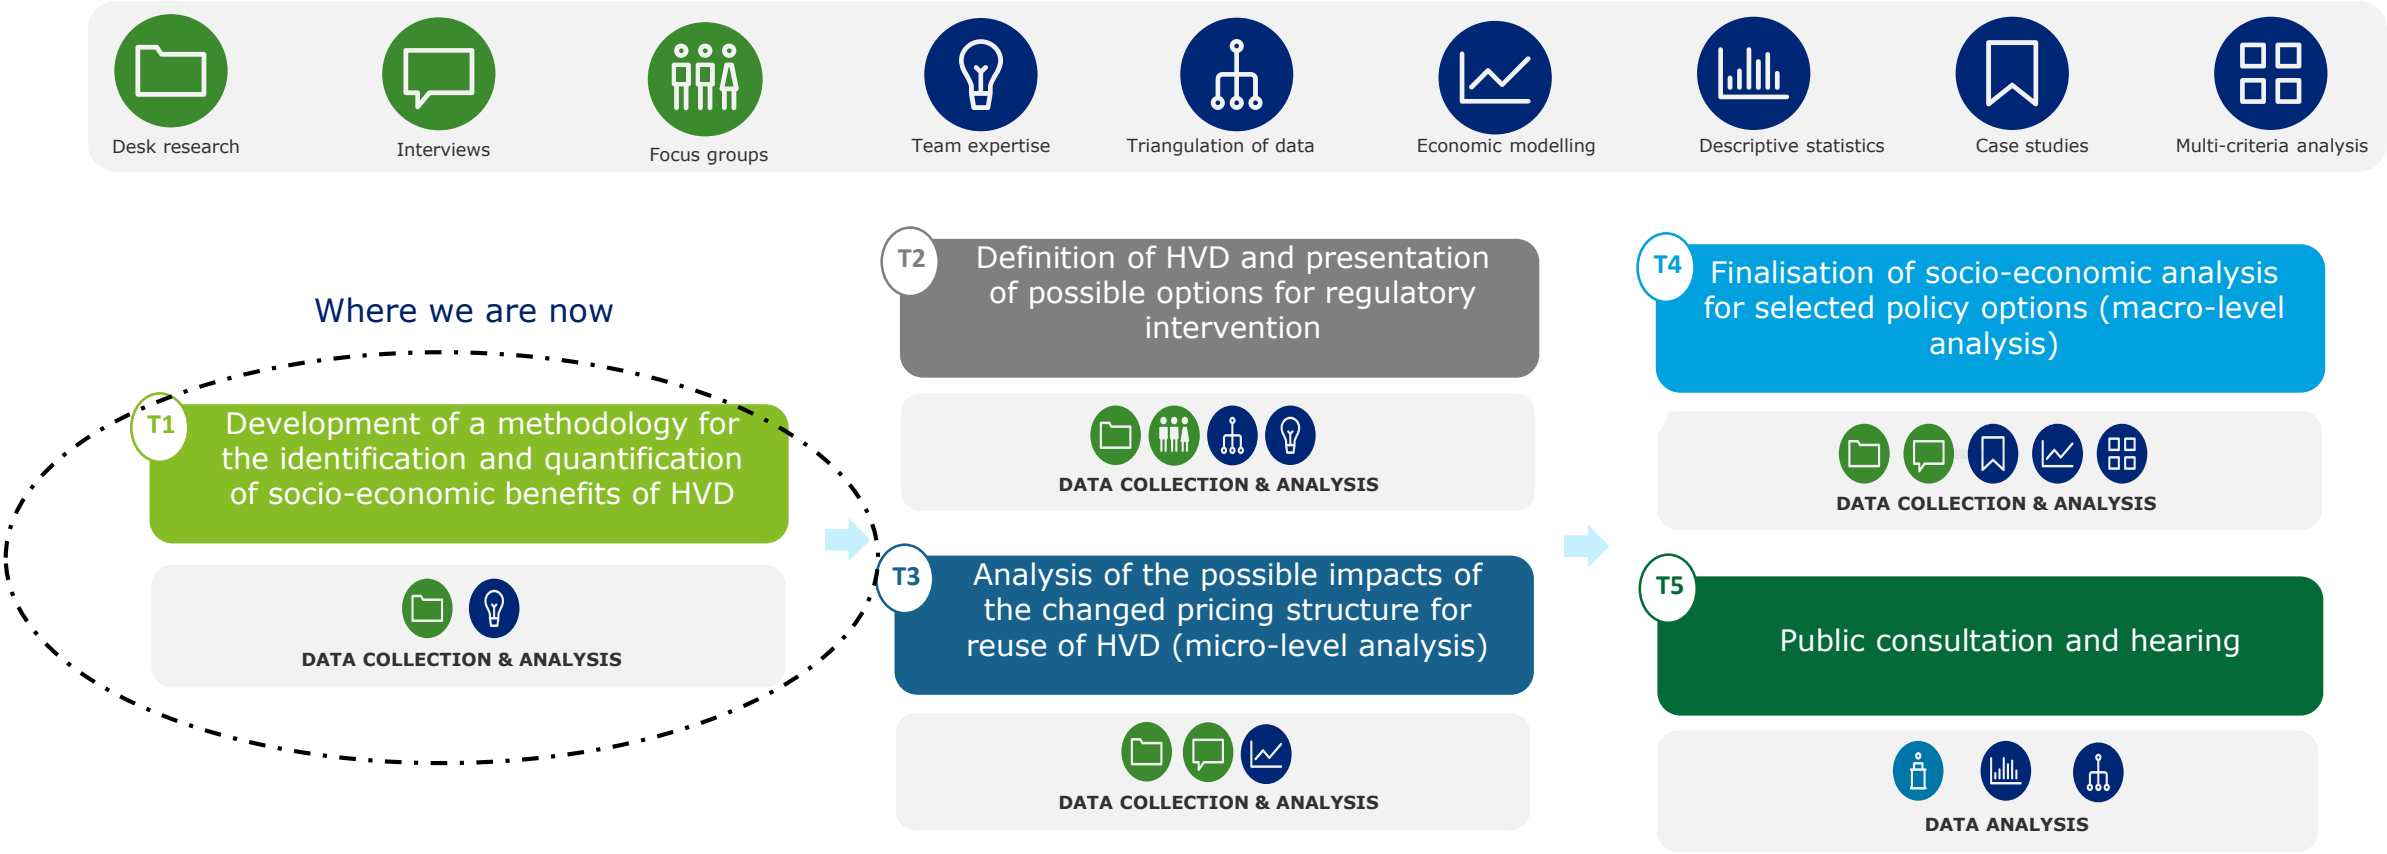 Desk research
Interviews
Focus groups
Team expertise
Triangulation of data
Economic modelling
Descriptive statistics
Case studies
Multi-criteria analysis
Where we are now
T1
Development of a methodology for
the identification and quantification
of socio-economic benefits of HVD
DATA COLLECTION & ANALYSIS
T2
Definition of HVD and presentation
of possible options for regulatory
intervention
DATA COLLECTION & ANALYSIS
T3
Analysis of the possible impacts of
the changed pricing structure for
reuse of HVD (micro-level analysis)
DATA COLLECTION & ANALYSIS
T4
Finalisation of socio-economic analysis
for selected policy options (macro-level
analysis)
DATA COLLECTION & ANALYSIS
T5
Public consultation and hearing
DATA ANALYSIS